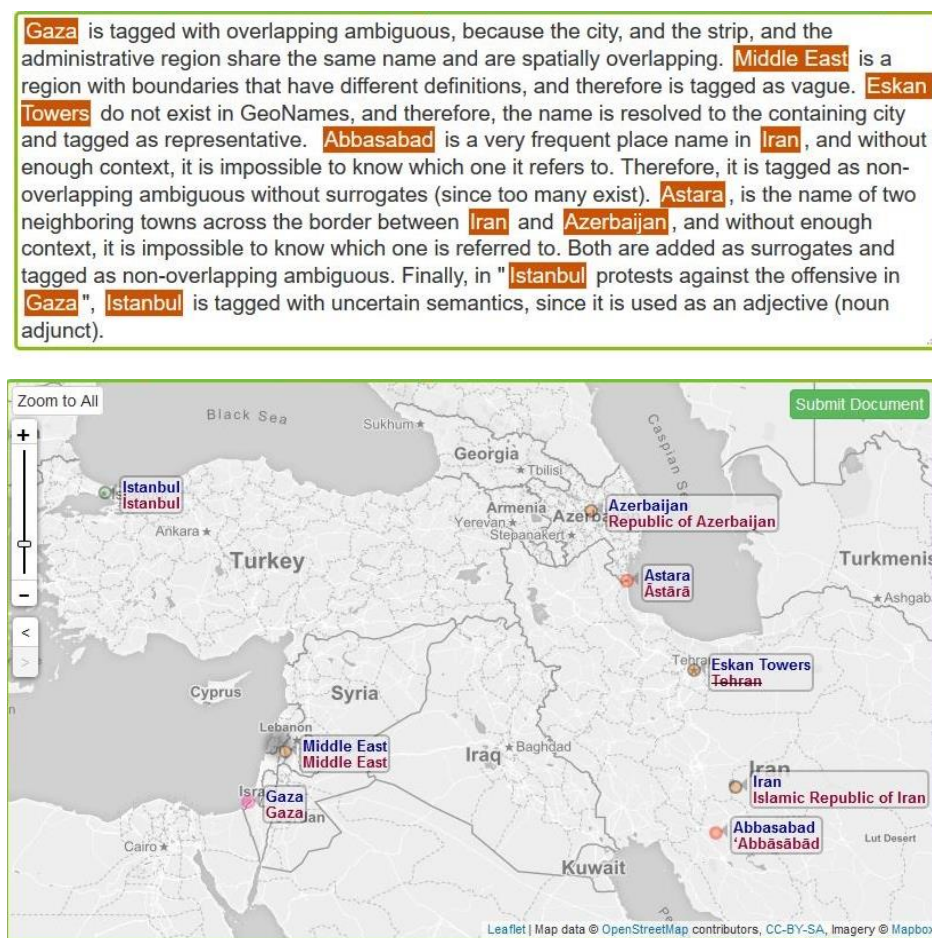 Gaza is tagged with overlapping ambiguous, because the city, and the strip, and the
administrative region share the same name and are spatially overlapping. Middle East is a
region with boundaries that have different definitions, and therefore is tagged as vague. Eskan
Towers do not exist in GeoNames, and therefore, the name is resolved to the containing city
and tagged as representative. Abbasabad is a very frequent place name in Iran, and without
enough context, it is impossible to know which one it refers to. Therefore, it is tagged as non-
overlapping ambiguous without surrogates (since too many exist). Astara, is the name of two
neighboring towns across the border between Iran and Azerbaijan, and without enough
context, it is impossible to know which one is referred to. Both are added as surrogates and
tagged as non-overlapping ambiguous. Finally, in "Istanbul protests against the offensive in
Gaza", Istanbul is tagged with uncertain semantics, since it is used as an adjective (noun
adjunct).
Zoom to All
Submit Document
+
−
<
>
Black Sea
Sukhum
Caspian
Georgia
Tbilisi
Istanbul
İstanbul
Ankara
Armenia
Yerevan
Stepanakert
Azerbaijan
Republic of Azerbaijan
Turkey
Turkmenis
Astara
Āstārā
Ashgab
Tehra
Eskan Towers
Tehran
Cyprus
Syria
Lebanon
Middle East
Middle East
Iraq
Baghdad
Iran
Iran
Islamic Republic of Iran
Isra
Gaza
Gaza
dan
Abbasabad
‘Abbāsābād
Lut Desert
Cairo
Kuwait
Leaflet | Map data © OpenStreetMap contributors, CC-BY-SA, Imagery © Mapbox